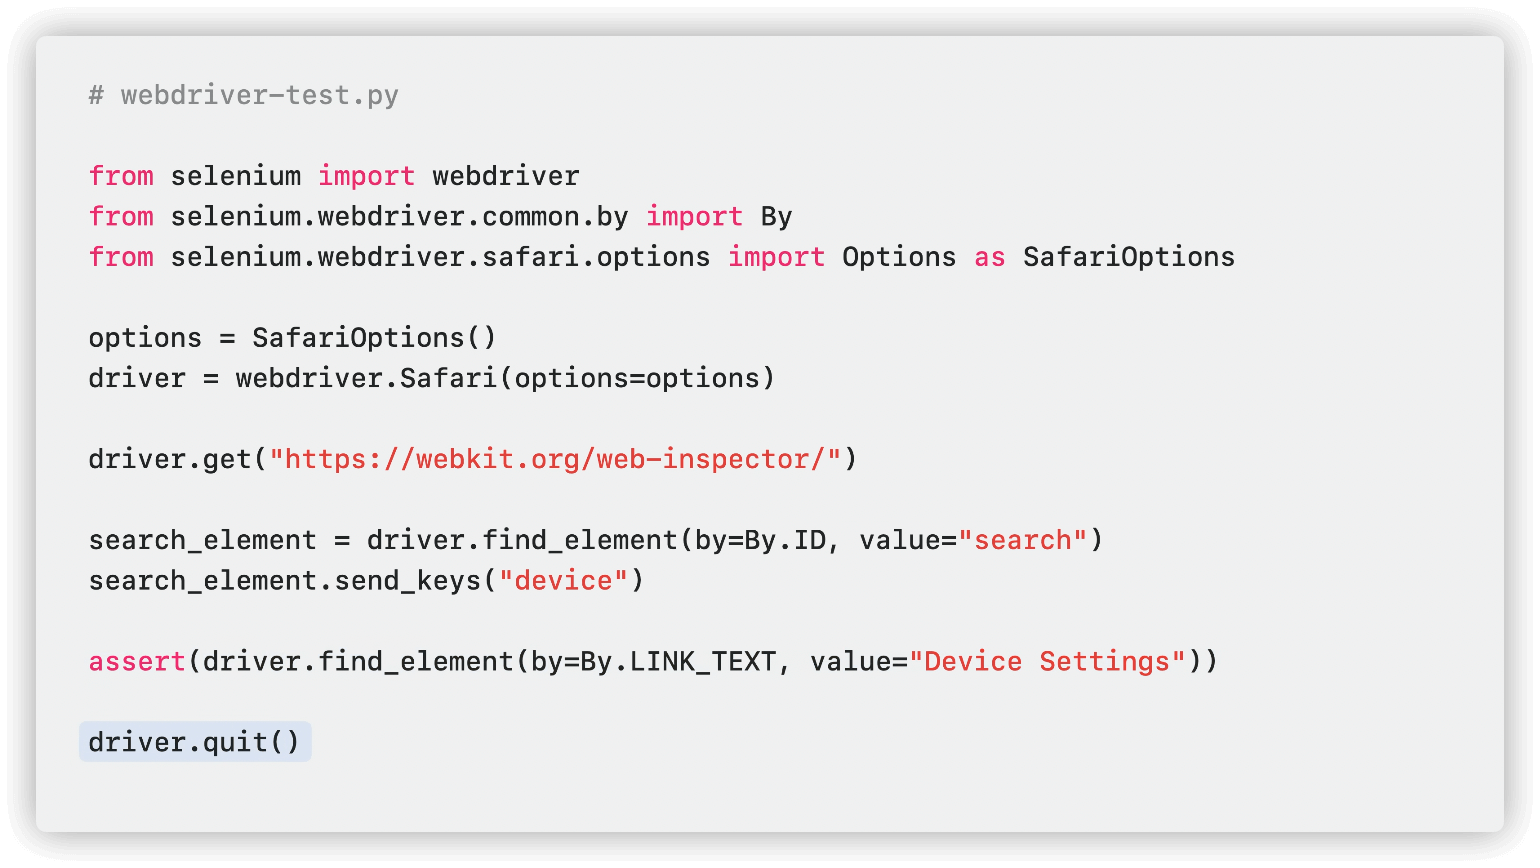 # webdriver-test.py
from selenium import webdriver
from selenium.webdriver.common.by import By
from selenium.webdriver.safari.options import Options as SafariOptions
options = SafariOptions()
driver = webdriver.Safari(options=options)
driver.get("https://webkit.org/web-inspector/")
search_element = driver.find_element(by=By.ID, value="search")
search_element.send_keys("device")
assert(driver.find_element(by=By.LINK_TEXT, value="Device Settings"))
driver.quit()